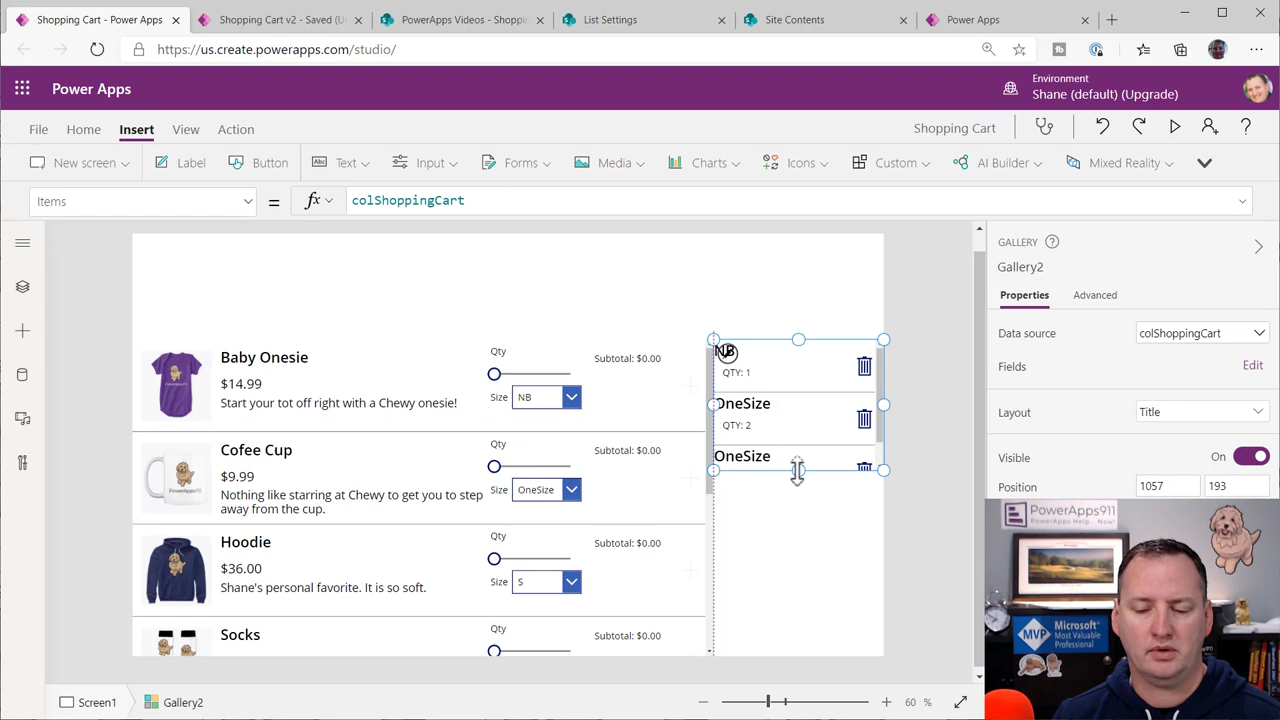 Shopping Cart - Power Apps
Shopping Cart v2 - Saved (U
PowerApps Videos - Shoppin
List Settings
Site Contents
Power Apps
https://us.create.powerapps.com/studio/
Power Apps
Environment
Shane (default) (Upgrade)
File
Home
Insert
View
Action
Shopping Cart
New screen
Label
Button
Text
Input
Forms
Media
Charts
Icons
Custom
AI Builder
Mixed Reality
Items
=
fx
colShoppingCart
Baby Onesie
$14.99
Start your tot off right with a Chewy onesie!
Qty
Size
NB
Subtotal: $0.00
Cofee Cup
$9.99
Nothing like starring at Chewy to get you to step
away from the cup.
Qty
Size
OneSize
Subtotal: $0.00
Hoodie
$36.00
Shane's personal favorite. It is so soft.
Qty
Size
S
Subtotal: $0.00
Socks
Qty
Subtotal: $0.00
NB
QTY: 1
OneSize
QTY: 2
OneSize
GALLERY
Gallery2
Properties
Advanced
Data source
colShoppingCart
Fields
Edit
Layout
Title
Visible
On
Position
1057
193
PowerApps911
PowerApps Help.. Now!
Microsoft
Most Valuable
Professional
Screen1
Gallery2
60 %